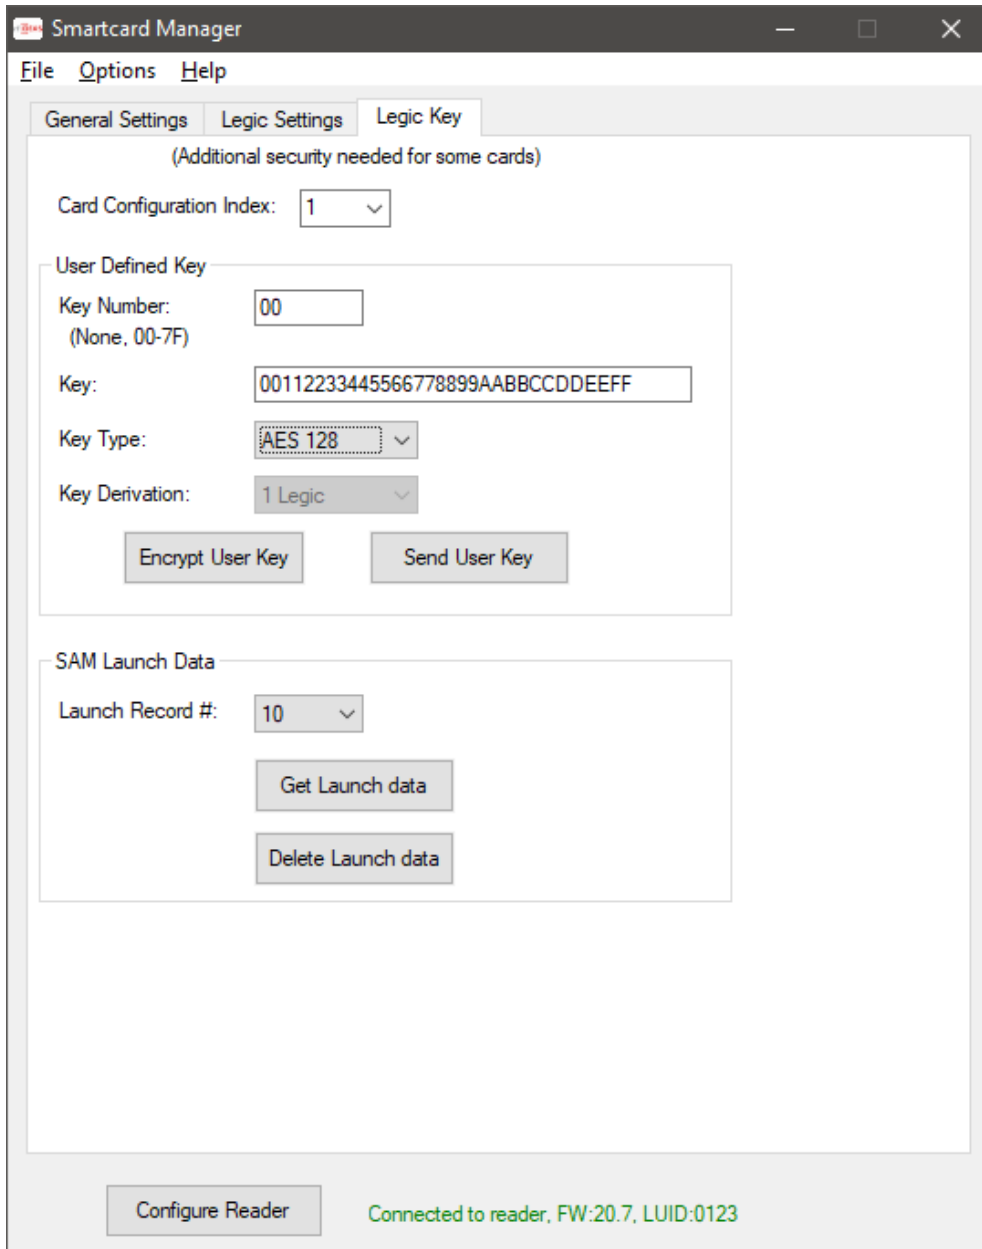 Smartcard Manager
File Options Help
General Settings Legic Settings Legic Key
(Additional security needed for some cards)
Card Configuration Index: 1
User Defined Key
Key Number: 00
(None, 00-7F)
Key: 00112233445566778899AABBCCDDEEFF
Key Type: AES 128
Key Derivation: 1 Legic
Encrypt User Key Send User Key
SAM Launch Data
Launch Record #: 10
Get Launch data
Delete Launch data
Configure Reader Connected to reader, FW:20.7, LUID:0123